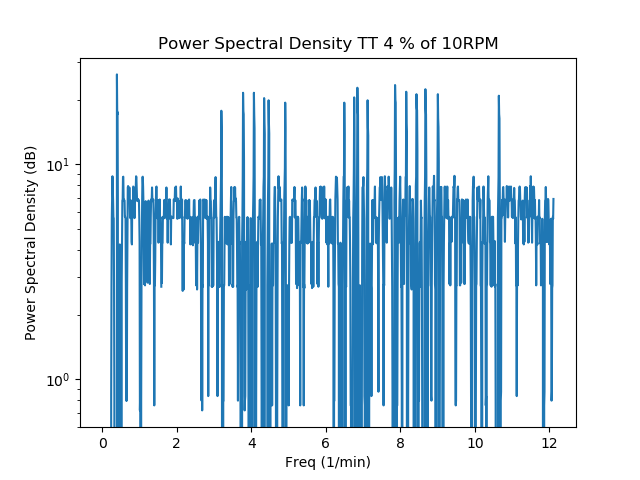 Power Spectral Density TT 4 % of 10RPM
Power Spectral Density (dB)
10¹
10⁰
0 2 4 6 8 10 12
Freq (1/min)